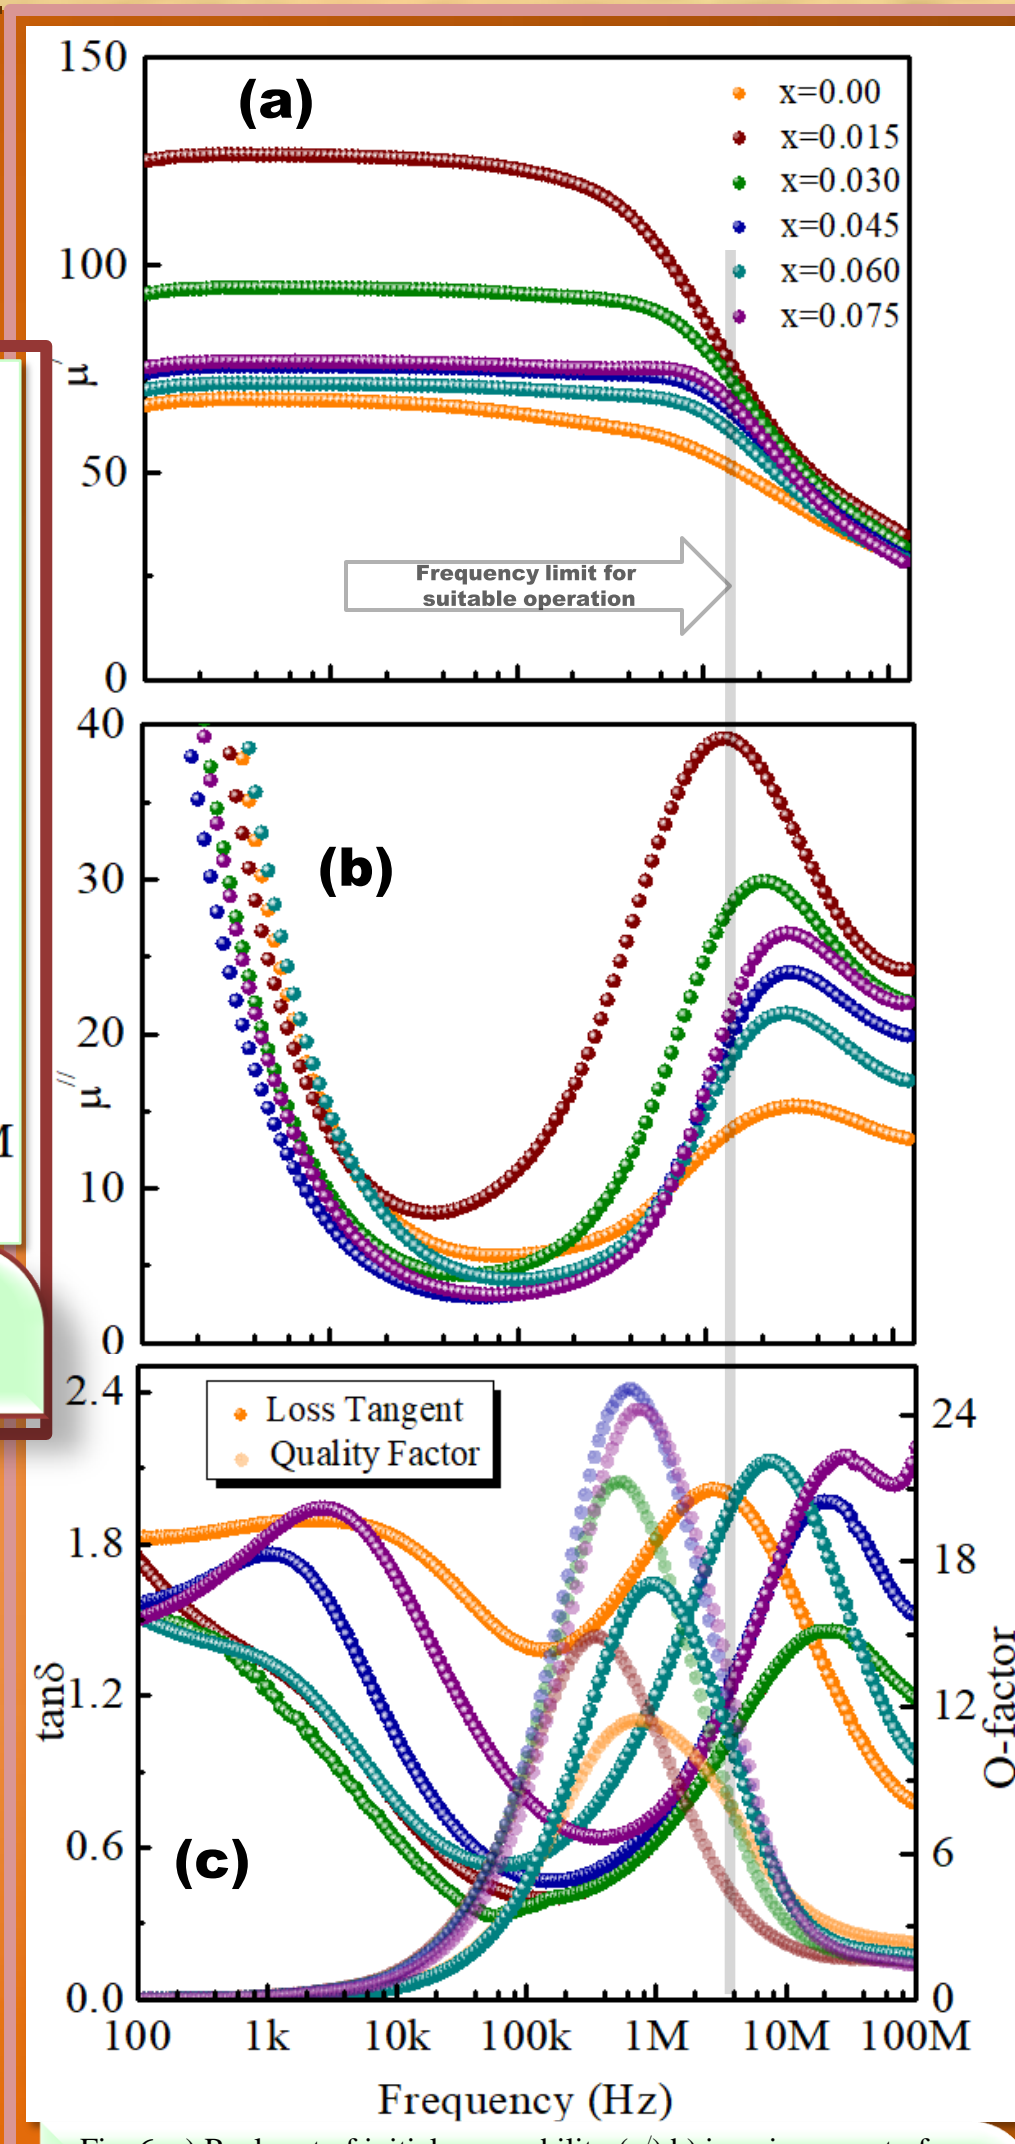 150
(a)
x=0.00
x=0.015
x=0.030
x=0.045
x=0.060
x=0.075
100
μ/
50
Frequency limit for
suitable operation
0
40
(b)
30
20
μ//
M
10
0
2.4
Loss Tangent
Quality Factor
24
1.8
18
tanδ
1.2
12
Q-factor
0.6
(c)
6
0.0
0
100 1k 10k 100k 1M 10M 100M
Frequency (Hz)